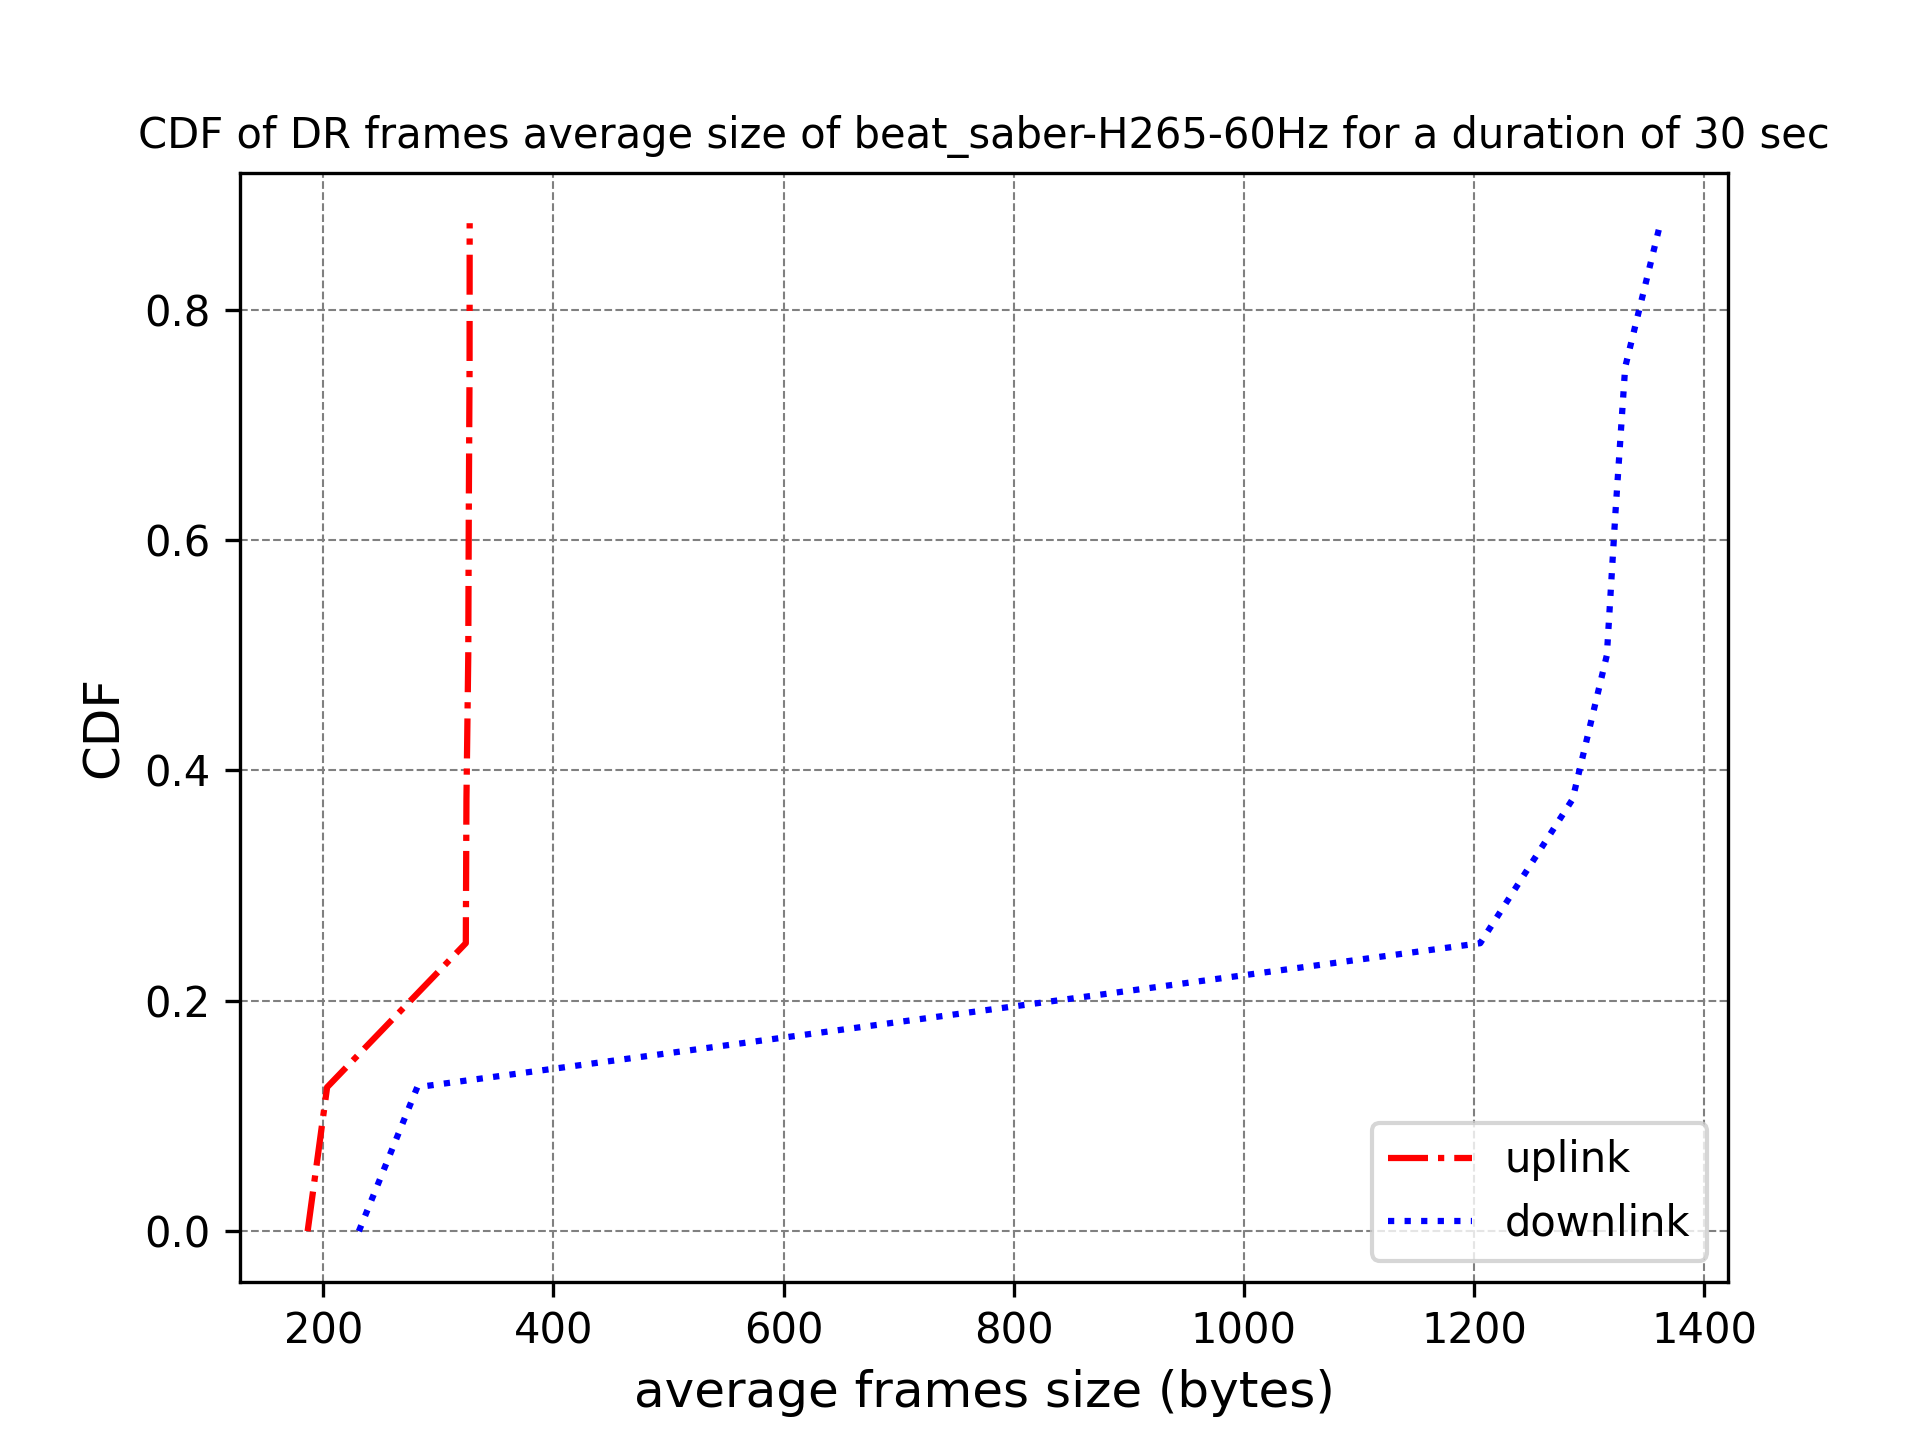 CDF of DR frames average size of beat_saber-H265-60Hz for a duration of 30 sec
CDF
0.8
0.6
0.4
0.2
0.0
200 400 600 800 1000 1200 1400
average frames size (bytes)
uplink
downlink